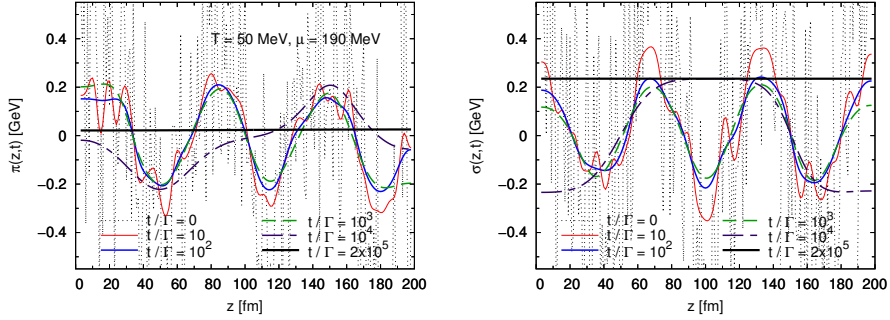 T = 50 MeV, μ = 190 MeV
π(z,t) [GeV]
0.4
0.2
0
−0.2
−0.4
t / Γ = 0
t / Γ = 10
t / Γ = 10²
t / Γ = 10³
t / Γ = 10⁴
t / Γ = 2x10⁵
0 20 40 60 80 100 120 140 160 180 200
z [fm]
σ(z,t) [GeV]
0.4
0.2
0
−0.2
−0.4
t / Γ = 0
t / Γ = 10
t / Γ = 10²
t / Γ = 10³
t / Γ = 10⁴
t / Γ = 2x10⁵
0 20 40 60 80 100 120 140 160 180 200
z [fm]